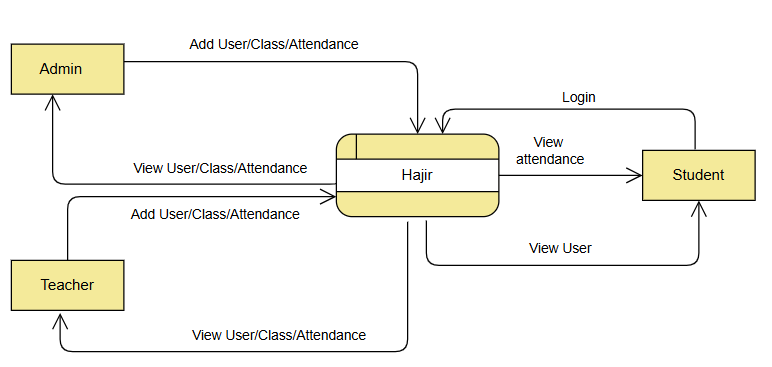 Add User/Class/Attendance
Admin
Login
View
attendance
View User/Class/Attendance
Hajir
Student
Add User/Class/Attendance
View User
Teacher
View User/Class/Attendance